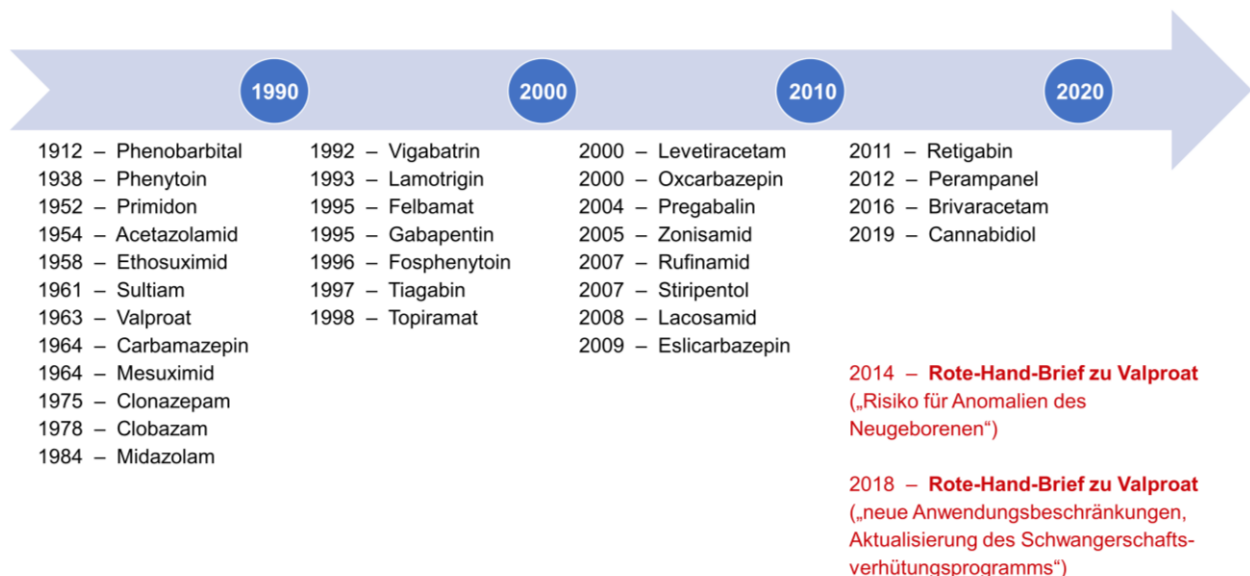 1990
2000
2010
2020
1912 – Phenobarbital
1938 – Phenytoin
1952 – Primidon
1954 – Acetazolamid
1958 – Ethosuximid
1961 – Sultiam
1963 – Valproat
1964 – Carbamazepin
1964 – Mesuximid
1975 – Clonazepam
1978 – Clobazam
1984 – Midazolam
1992 – Vigabatrin
1993 – Lamotrigin
1995 – Felbamat
1995 – Gabapentin
1996 – Fosphenytoin
1997 – Tiagabin
1998 – Topiramat
2000 – Levetiracetam
2000 – Oxcarbazepin
2004 – Pregabalin
2005 – Zonisamid
2007 – Rufinamid
2007 – Stiripentol
2008 – Lacosamid
2009 – Eslicarbazepin
2011 – Retigabin
2012 – Perampanel
2016 – Brivaracetam
2019 – Cannabidiol
2014 – Rote-Hand-Brief zu Valproat
(„Risiko für Anomalien des
Neugeborenen“)
2018 – Rote-Hand-Brief zu Valproat
(„neue Anwendungsbeschränkungen,
Aktualisierung des Schwangerschafts-
verhütungsprogramms“)